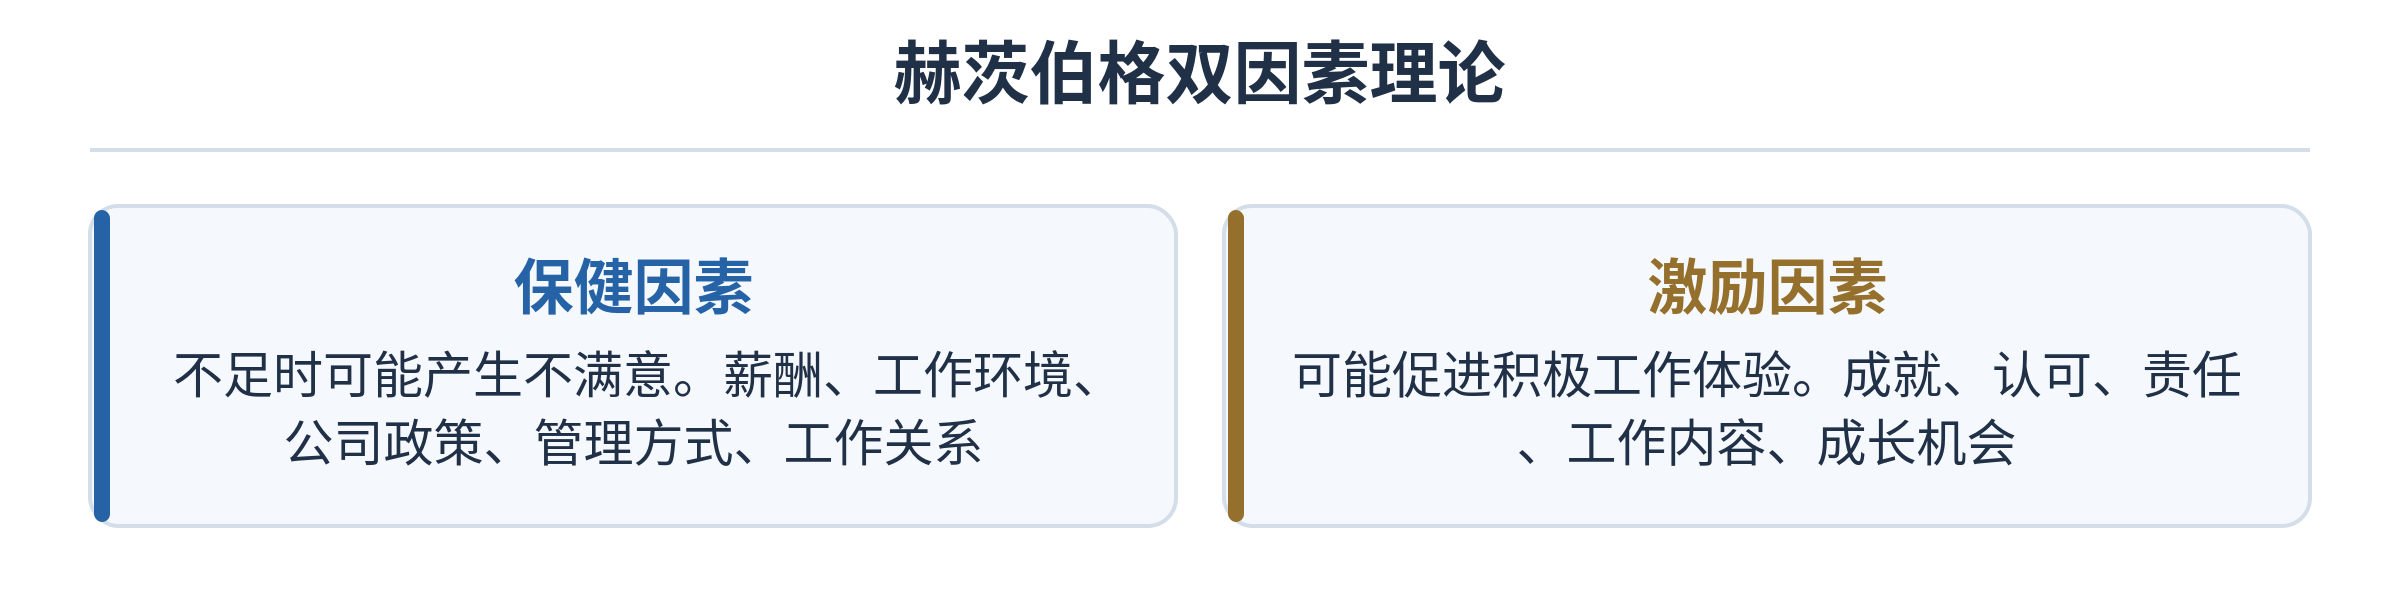 赫茨伯格双因素理论
保健因素
不足时可能产生不满意。薪酬、工作环境、
公司政策、管理方式、工作关系
激励因素
可能促进积极工作体验。成就、认可、责任
、工作内容、成长机会